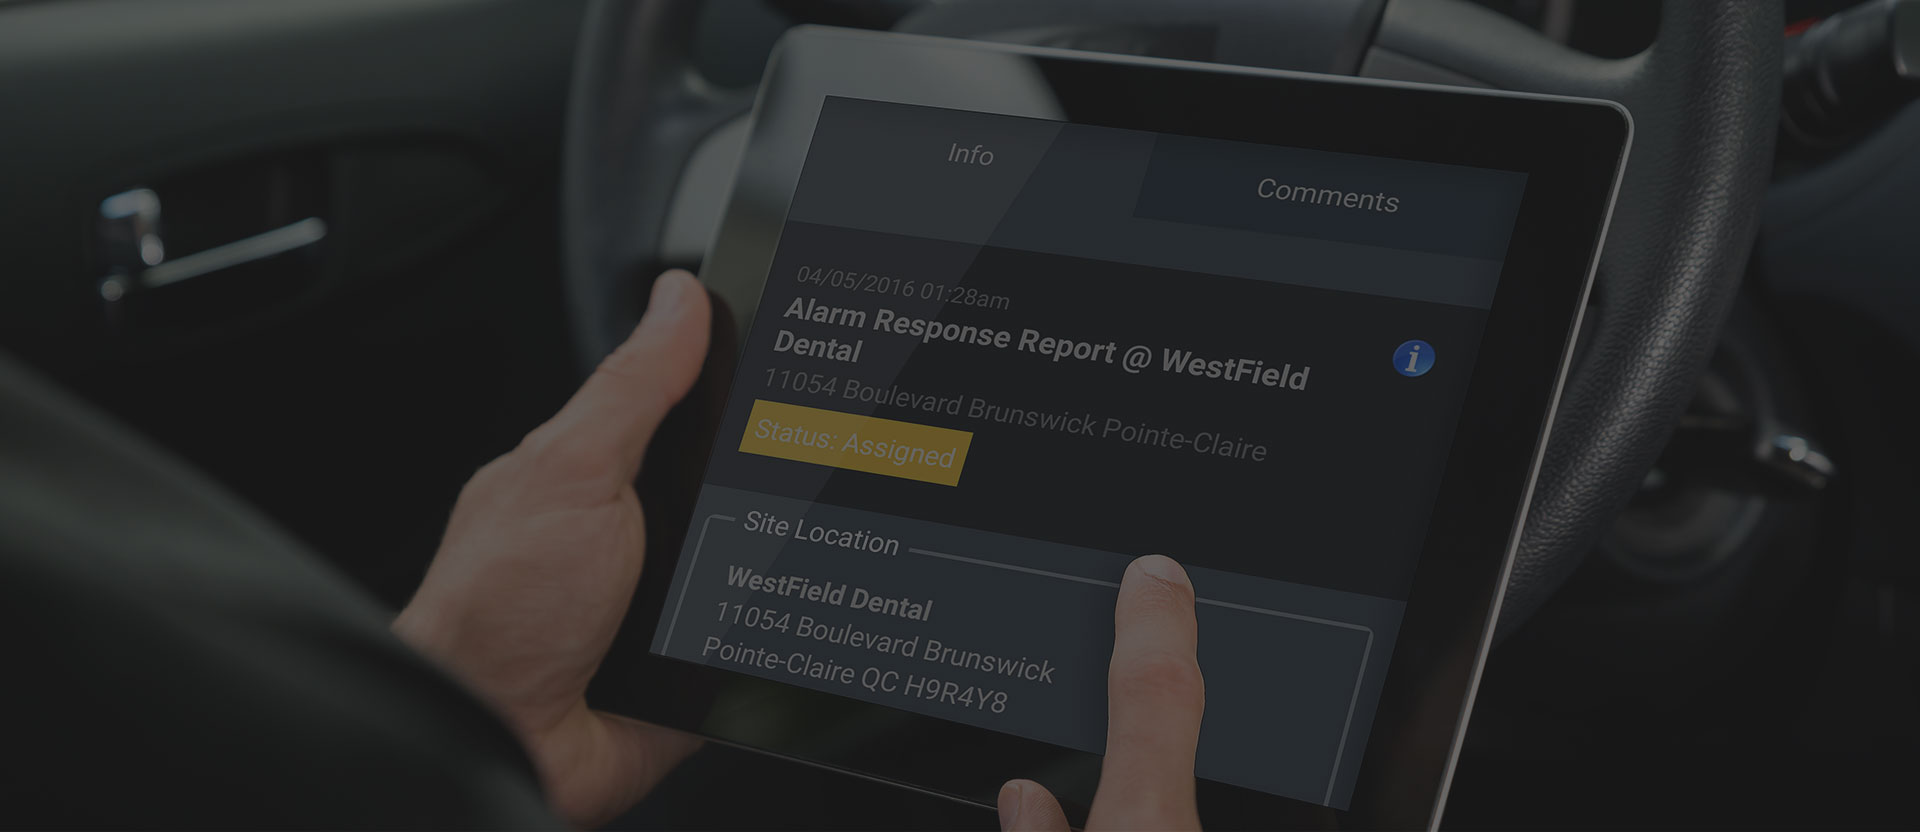 Info
Comments
04/05/2016 01:28am
Alarm Response Report @ WestField
Dental
i
11054 Boulevard Brunswick Pointe-Claire
Status: Assigned
Site Location
WestField Dental
11054 Boulevard Brunswick
Pointe-Claire QC H9R4Y8